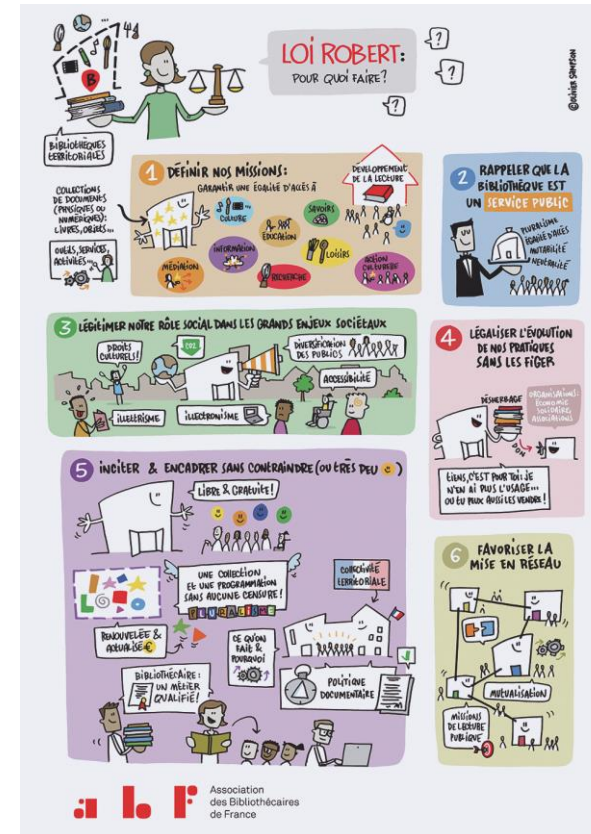 LOI ROBERT:
POUR QUOI FAIRE?
?
?
?
©OLIVIER SAMPSON
B
BIBLIOTHÈQUES
TERRITORIALES
COLLECTIONS
DE DOCUMENTS
(PHYSIQUES OU
NUMÉRIQUES):
LIVRES, OBJETS...
OUTILS, SERVICES,
ACTIVITÉS...
1 DÉFINIR NOS MISSIONS:
GARANTIR UNE ÉGALITÉ D'ACCÈS À
DÉVELOPPEMENT
DE LA LECTURE
CULTURE
SAVOIRS
ÉDUCATION
INFORMATION
LOISIRS
MÉDIATION
RECHERCHE
ACTION
CULTURELLE
2 RAPPELER QUE LA
BIBLIOTHÈQUE EST
UN SERVICE PUBLIC
PLURALISME
ÉGALITÉ D'ACCÈS
MUTABILITÉ
NEUTRALITÉ
3 LÉGITIMER NOTRE RÔLE SOCIAL DANS LES GRANDS ENJEUX SOCIÉTAUX
DROITS
CULTURELS!
DIVERSIFICATION
DES PUBLICS
ACCESSIBILITÉ
ILLETTRISME
ILLECTRONISME
4 LÉGALISER L'ÉVOLUTION
DE NOS PRATIQUES
SANS LES FIGER
DÉSHERBAGE
ORGANISATIONS:
ÉCONOMIE
SOLIDAIRE,
ASSOCIATIONS
DON
TIENS, C'EST POUR TOI: JE
N'EN AI PLUS L'USAGE...
OU TU PEUX AUSSI LES VENDRE!
5 INCITER & ENCADRER SANS CONTRAINDRE (OU TRÈS PEU )
LIBRE & GRATUITE!
UNE COLLECTION
ET UNE PROGRAMMATION
SANS AUCUNE CENSURE!
PLURALISME
COLLECTIVITÉ
TERRITORIALE
RENOUVELÉE &
ACTUALISÉE
CE QU'ON
FAIT &
POURQUOI
POLITIQUE
DOCUMENTAIRE
BIBLIOTHÉCAIRE:
UN MÉTIER
QUALIFIÉ!
6 FAVORISER LA
MISE EN RÉSEAU
MUTUALISATION
MISSIONS
DE LECTURE
PUBLIQUE
abf
Association
des Bibliothécaires
de France